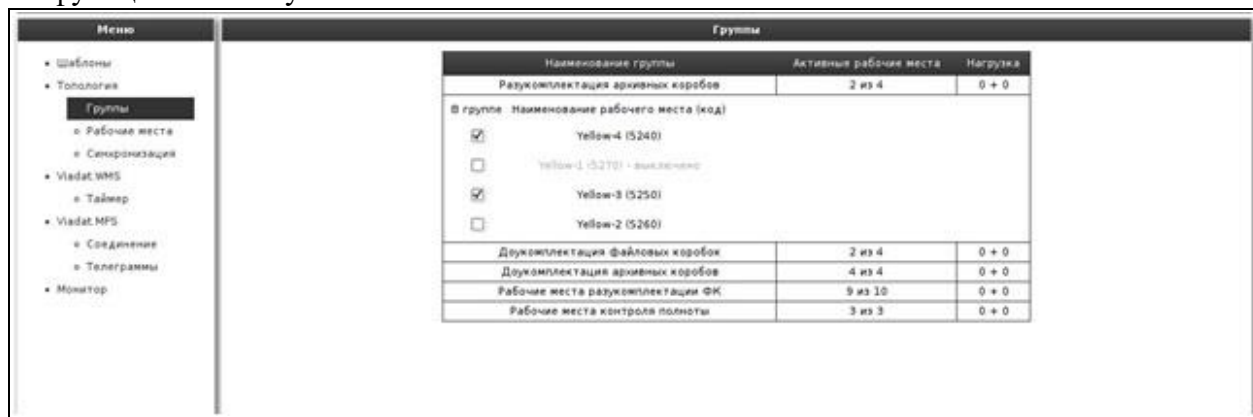 Меню
Группы
Шаблоны
Топология
Группы
Рабочие места
Синхронизация
Viadat.WMS
Таймер
Viadat.MFS
Соединение
Телеграммы
Монитор
Наименование группы Активные рабочие места Нагрузка
Разукомплектация архивных коробов 2 из 4 0 + 0
В группе Наименование рабочего места (код)
Yellow-4 (5240)
Yellow-1 (5270) - выключено
Yellow-3 (5250)
Yellow-2 (5260)
Доукомплектация файловых коробок 2 из 4 0 + 0
Доукомплектация архивных коробов 4 из 4 0 + 0
Рабочие места разукомплектации ФК 9 из 10 0 + 0
Рабочие места контроля полноты 3 из 3 0 + 0